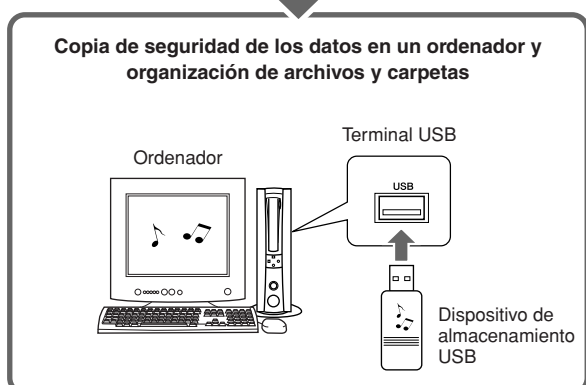 Copia de seguridad de los datos en un ordenador y
organización de archivos y carpetas
Terminal USB
Ordenador
USB
Dispositivo de
almacenamiento
USB